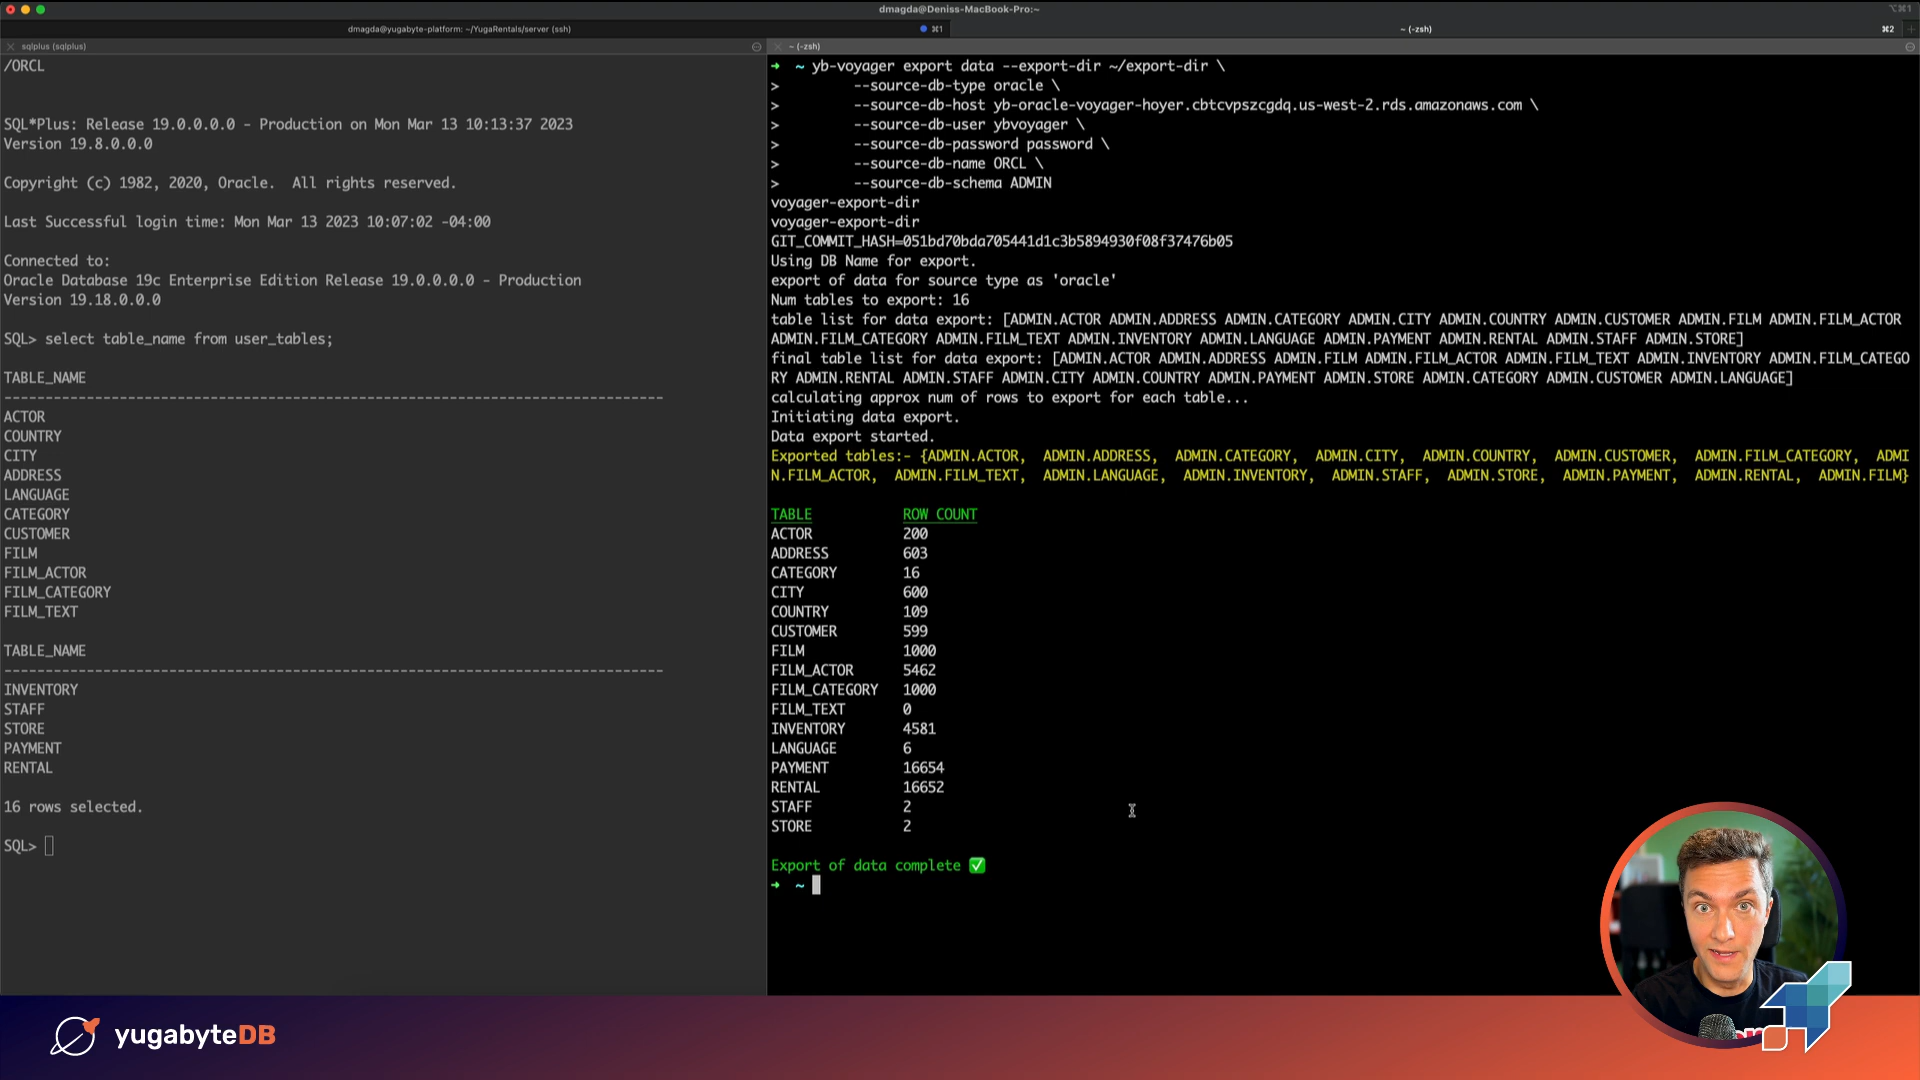 dmagda@Deniss-MacBook-Pro:~
⌥⌘1
dmagda@yugabyte-platform: ~/YugaRentals/server (ssh)
⌘1
~ (-zsh)
⌘2
sqlplus (sqlplus)
~ (-zsh)
/ORCL
SQL*Plus: Release 19.0.0.0.0 - Production on Mon Mar 13 10:13:37 2023
Version 19.8.0.0.0
Copyright (c) 1982, 2020, Oracle.  All rights reserved.
Last Successful login time: Mon Mar 13 2023 10:07:02 -04:00
Connected to:
Oracle Database 19c Enterprise Edition Release 19.0.0.0.0 - Production
Version 19.18.0.0.0
SQL> select table_name from user_tables;
TABLE_NAME
--------------------------------------------------------------------------------
ACTOR
COUNTRY
CITY
ADDRESS
LANGUAGE
CATEGORY
CUSTOMER
FILM
FILM_ACTOR
FILM_CATEGORY
FILM_TEXT
TABLE_NAME
--------------------------------------------------------------------------------
INVENTORY
STAFF
STORE
PAYMENT
RENTAL
16 rows selected.
SQL>
→ ~ yb-voyager export data --export-dir ~/export-dir \
> --source-db-type oracle \
> --source-db-host yb-oracle-voyager-hoyer.cbtcvpszcgdq.us-west-2.rds.amazonaws.com \
> --source-db-user ybvoyager \
> --source-db-password password \
> --source-db-name ORCL \
> --source-db-schema ADMIN
voyager-export-dir
voyager-export-dir
GIT_COMMIT_HASH=051bd70bda705441d1c3b5894930f08f37476b05
Using DB Name for export.
export of data for source type as 'oracle'
Num tables to export: 16
table list for data export: [ADMIN.ACTOR ADMIN.ADDRESS ADMIN.CATEGORY ADMIN.CITY ADMIN.COUNTRY ADMIN.CUSTOMER ADMIN.FILM ADMIN.FILM_ACTOR
ADMIN.FILM_CATEGORY ADMIN.FILM_TEXT ADMIN.INVENTORY ADMIN.LANGUAGE ADMIN.PAYMENT ADMIN.RENTAL ADMIN.STAFF ADMIN.STORE]
final table list for data export: [ADMIN.ACTOR ADMIN.ADDRESS ADMIN.FILM ADMIN.FILM_ACTOR ADMIN.FILM_TEXT ADMIN.INVENTORY ADMIN.FILM_CATEGO
RY ADMIN.RENTAL ADMIN.STAFF ADMIN.CITY ADMIN.COUNTRY ADMIN.PAYMENT ADMIN.STORE ADMIN.CATEGORY ADMIN.CUSTOMER ADMIN.LANGUAGE]
calculating approx num of rows to export for each table...
Initiating data export.
Data export started.
Exported tables:- {ADMIN.ACTOR,  ADMIN.ADDRESS,  ADMIN.CATEGORY,  ADMIN.CITY,  ADMIN.COUNTRY,  ADMIN.CUSTOMER,  ADMIN.FILM_CATEGORY,  ADMI
N.FILM_ACTOR,  ADMIN.FILM_TEXT,  ADMIN.LANGUAGE,  ADMIN.INVENTORY,  ADMIN.STAFF,  ADMIN.STORE,  ADMIN.PAYMENT,  ADMIN.RENTAL,  ADMIN.FILM}
TABLE ROW COUNT
ACTOR 200
ADDRESS 603
CATEGORY 16
CITY 600
COUNTRY 109
CUSTOMER 599
FILM 1000
FILM_ACTOR 5462
FILM_CATEGORY 1000
FILM_TEXT 0
INVENTORY 4581
LANGUAGE 6
PAYMENT 16654
RENTAL 16652
STAFF 2
STORE 2
Export of data complete ✅
→ ~
yugabyteDB